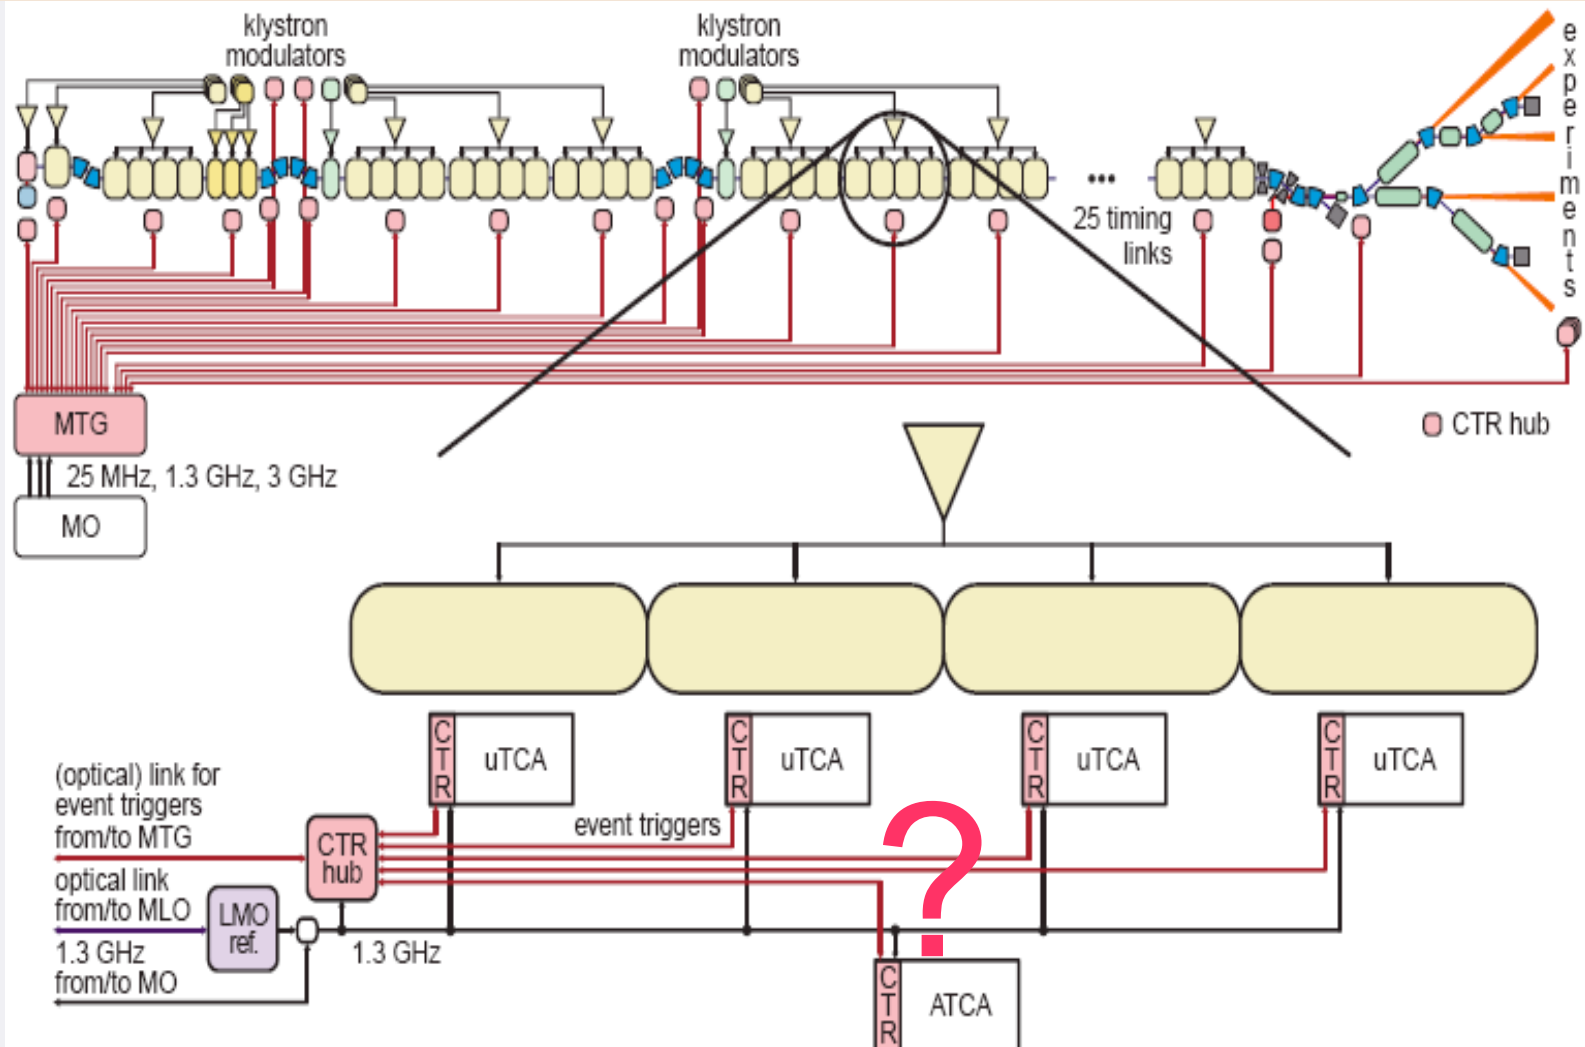 klystron
modulators
klystron
modulators
experiments
25 timing
links
MTG
CTR hub
25 MHz, 1.3 GHz, 3 GHz
MO
CTR
uTCA
CTR
uTCA
CTR
uTCA
CTR
uTCA
(optical) link for
event triggers
from/to MTG
event triggers
?
CTR
hub
optical link
from/to MLO
LMO
ref.
1.3 GHz
from/to MO
1.3 GHz
CTR
ATCA